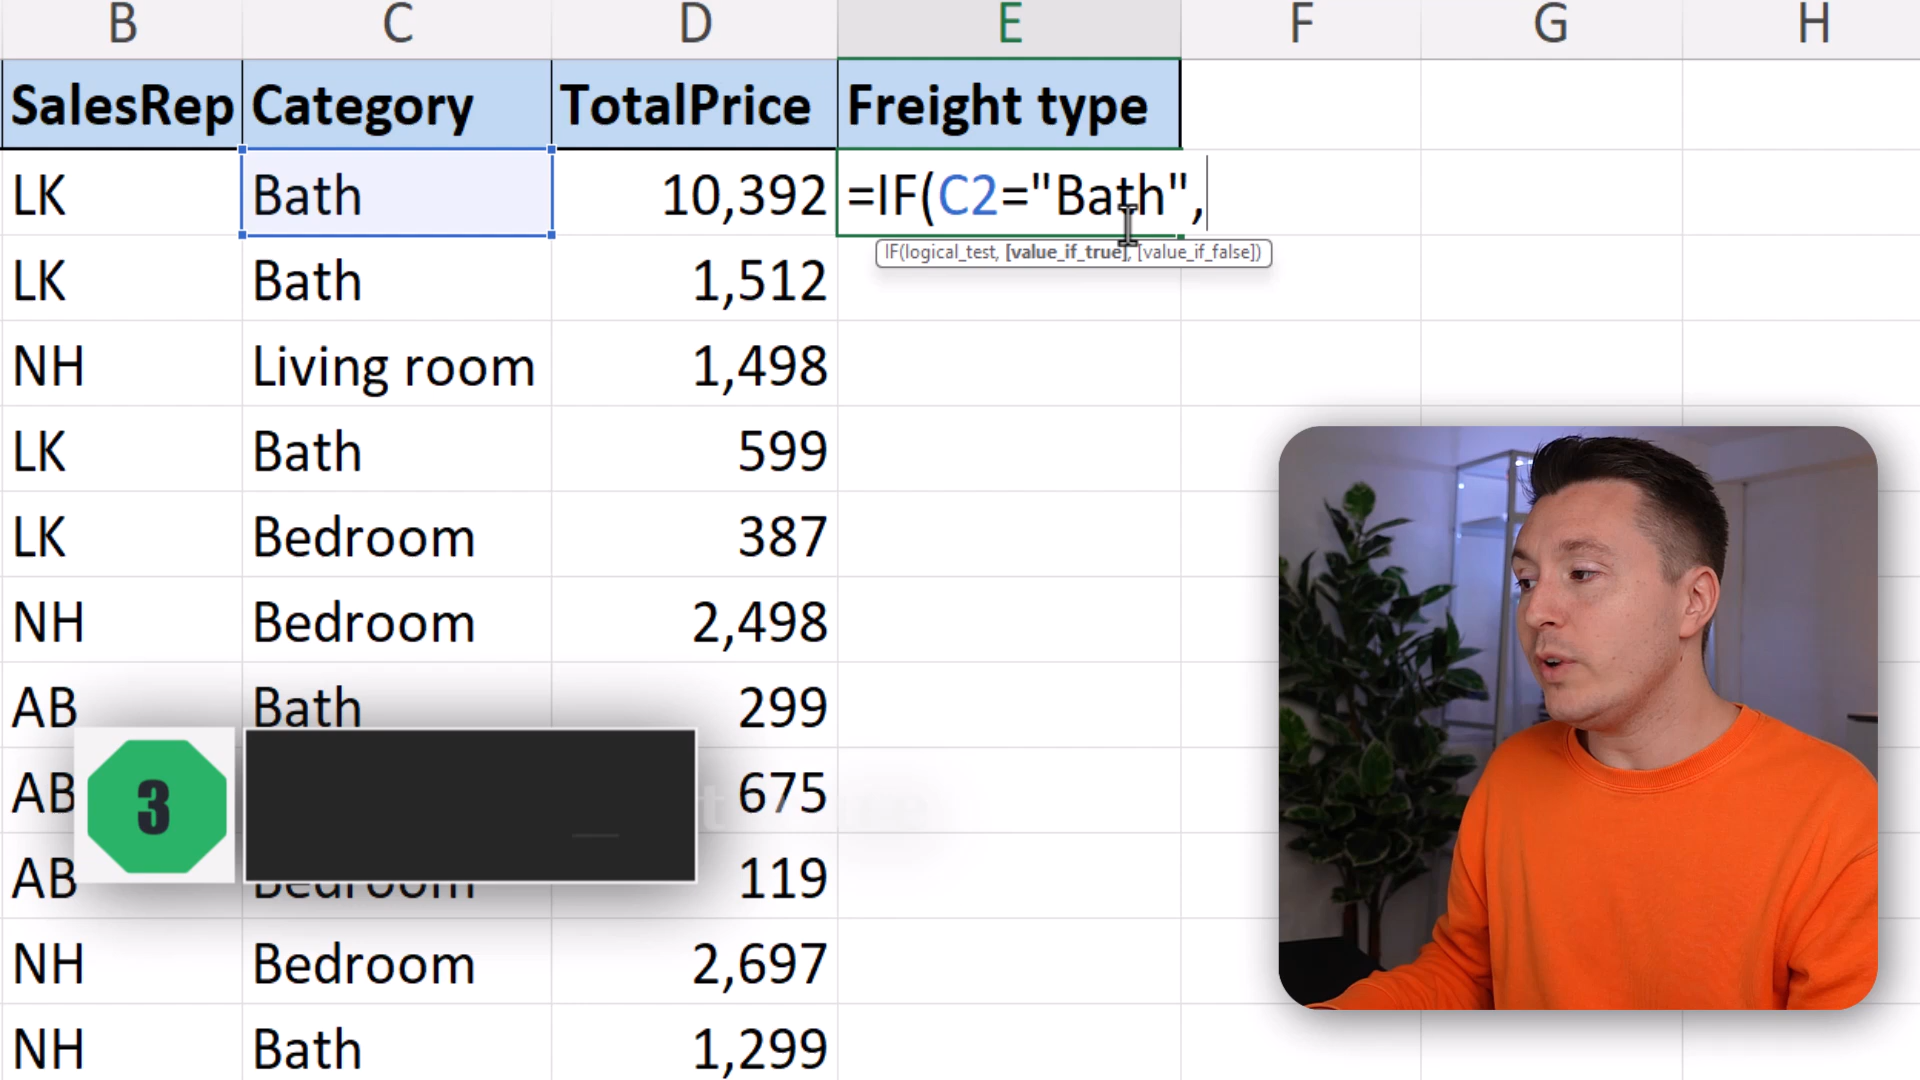 B C D E F G H
SalesRep Category TotalPrice Freight type
LK Bath 10,392 =IF(C2="Bath",
IF(logical_test, [value_if_true], [value_if_false])
LK Bath 1,512
NH Living room 1,498
LK Bath 599
LK Bedroom 387
NH Bedroom 2,498
AB Bath 299
AB 675
3
AB Bedroom 119
NH Bedroom 2,697
NH Bath 1,299